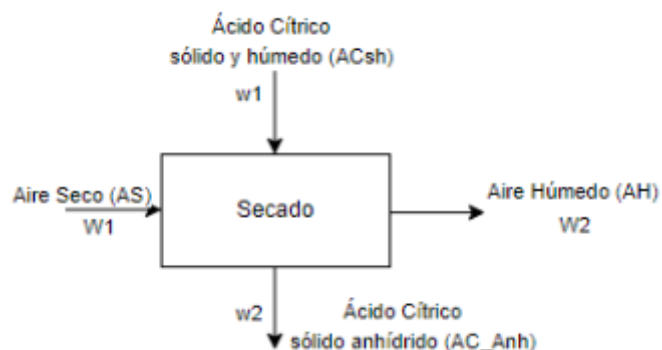 Ácido Cítrico
sólido y húmedo (ACsh)
w1
Aire Seco (AS)
W1
Secado
Aire Húmedo (AH)
W2
w2
Ácido Cítrico
sólido anhídrido (AC_Anh)